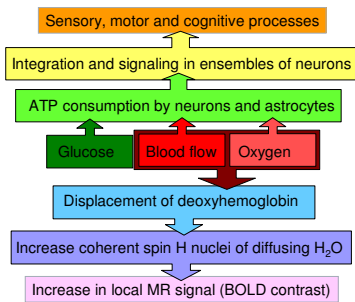 Sensory, motor and cognitive processes
Integration and signaling in ensembles of neurons
ATP consumption by neurons and astrocytes
Glucose Blood flow Oxygen
Displacement of deoxyhemoglobin
Increase coherent spin H nuclei of diffusing H₂O
Increase in local MR signal (BOLD contrast)